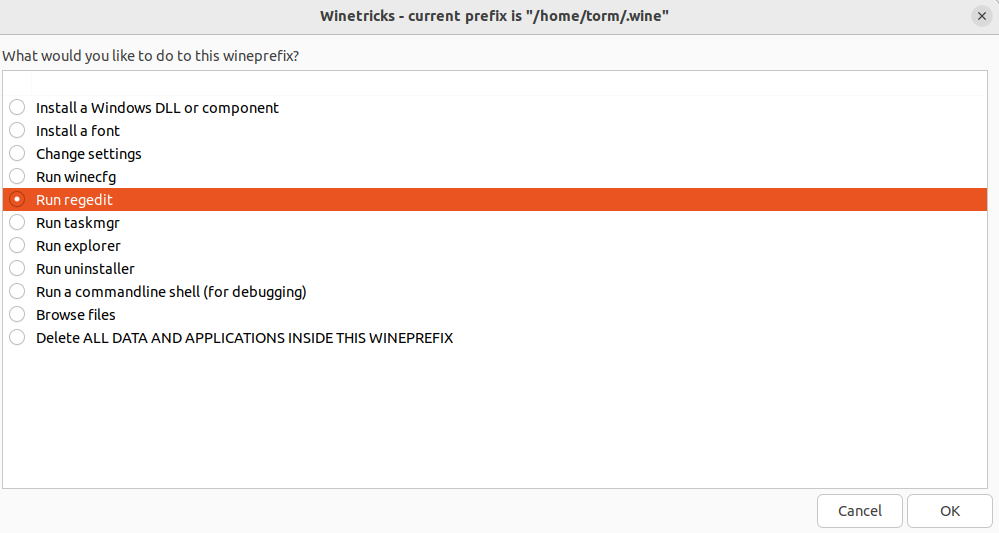 Winetricks - current prefix is "/home/torm/.wine"
What would you like to do to this wineprefix?
Install a Windows DLL or component
Install a font
Change settings
Run winecfg
Run regedit
Run taskmgr
Run explorer
Run uninstaller
Run a commandline shell (for debugging)
Browse files
Delete ALL DATA AND APPLICATIONS INSIDE THIS WINEPREFIX
Cancel OK